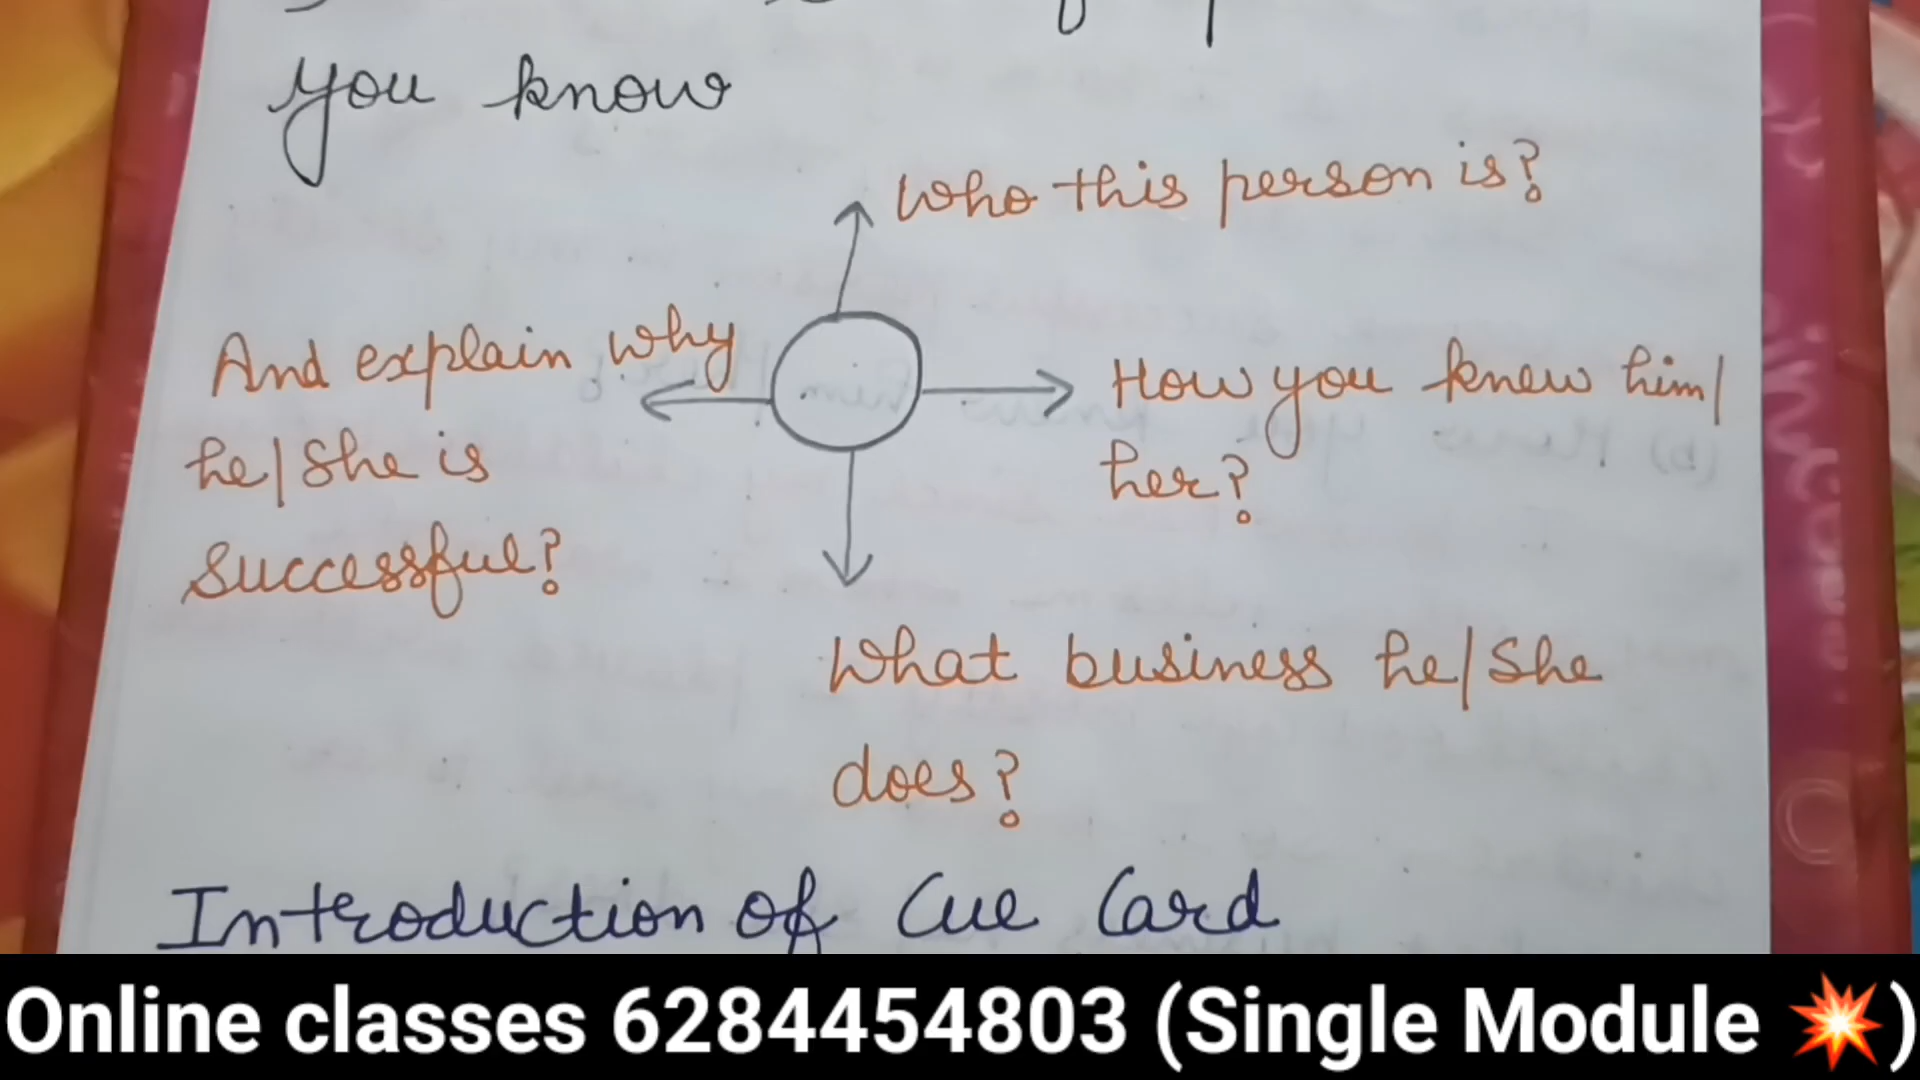 you know
Who this person is?
And explain why
he/She is
Successful?
How you knew him/
her?
What business he/She
does?
Introduction of Cue Card
Online classes 6284454803 (Single Module 💥)